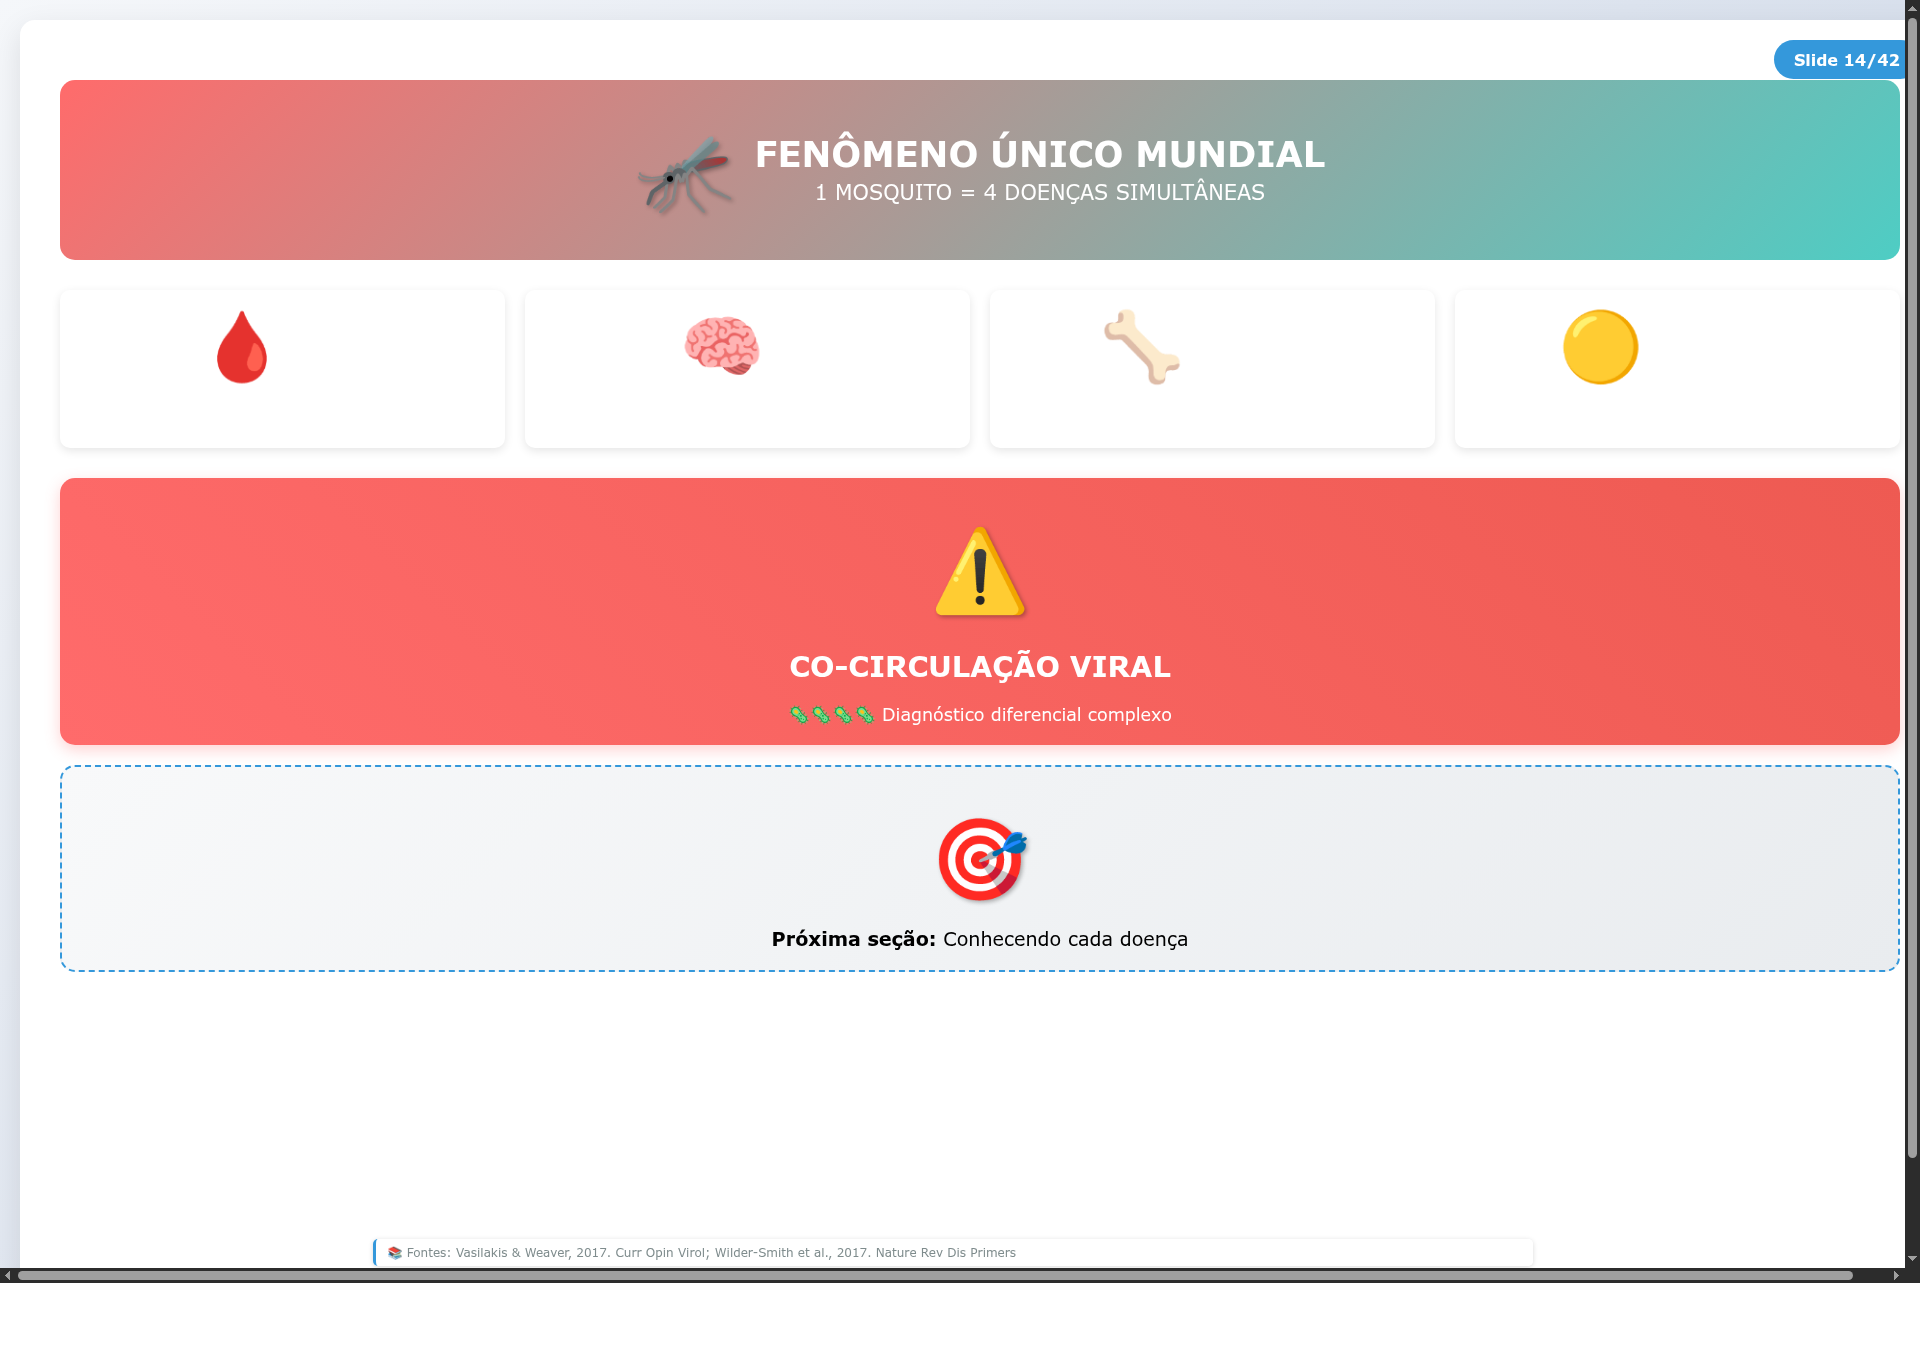 Slide 14/42
FENÔMENO ÚNICO MUNDIAL
1 MOSQUITO = 4 DOENÇAS SIMULTÂNEAS
CO-CIRCULAÇÃO VIRAL
Diagnóstico diferencial complexo
Próxima seção: Conhecendo cada doença
Fontes: Vasilakis & Weaver, 2017. Curr Opin Virol; Wilder-Smith et al., 2017. Nature Rev Dis Primers